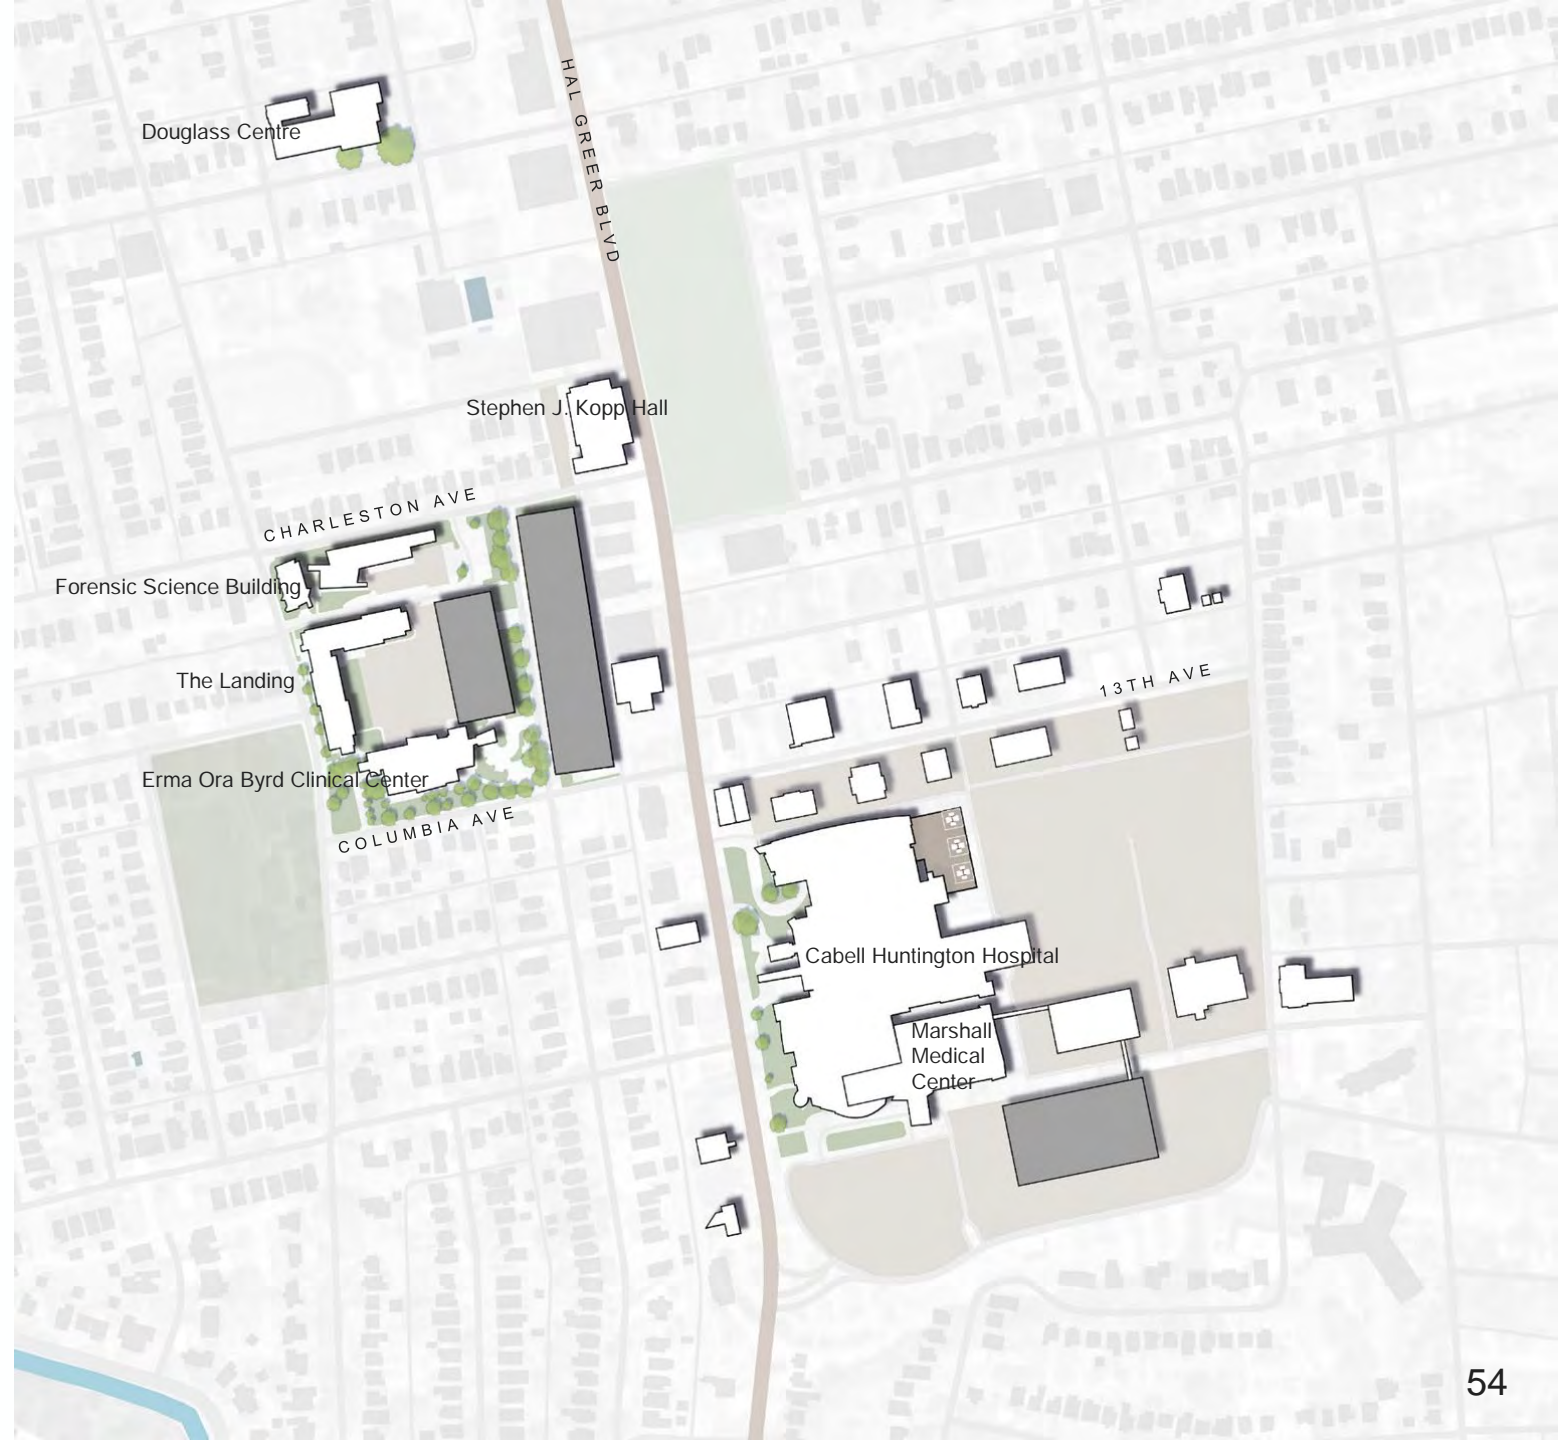 HAL GREER BLVD
Douglass Centre
Stephen J. Kopp Hall
CHARLESTON AVE
Forensic Science Building
The Landing
13TH AVE
Erma Ora Byrd Clinical Center
COLUMBIA AVE
Cabell Huntington Hospital
Marshall
Medical
Center
54